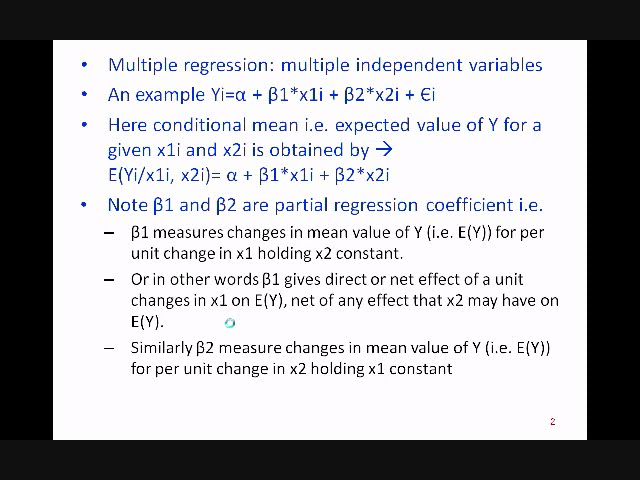 • Multiple regression: multiple independent variables
• An example Yi=α + β1*x1i + β2*x2i + Єi
• Here conditional mean i.e. expected value of Y for a
given x1i and x2i is obtained by →
E(Yi/x1i, x2i)= α + β1*x1i + β2*x2i
• Note β1 and β2 are partial regression coefficient i.e.
– β1 measures changes in mean value of Y (i.e. E(Y)) for per
unit change in x1 holding x2 constant.
– Or in other words β1 gives direct or net effect of a unit
changes in x1 on E(Y), net of any effect that x2 may have on
E(Y).
– Similarly β2 measure changes in mean value of Y (i.e. E(Y))
for per unit change in x2 holding x1 constant
2